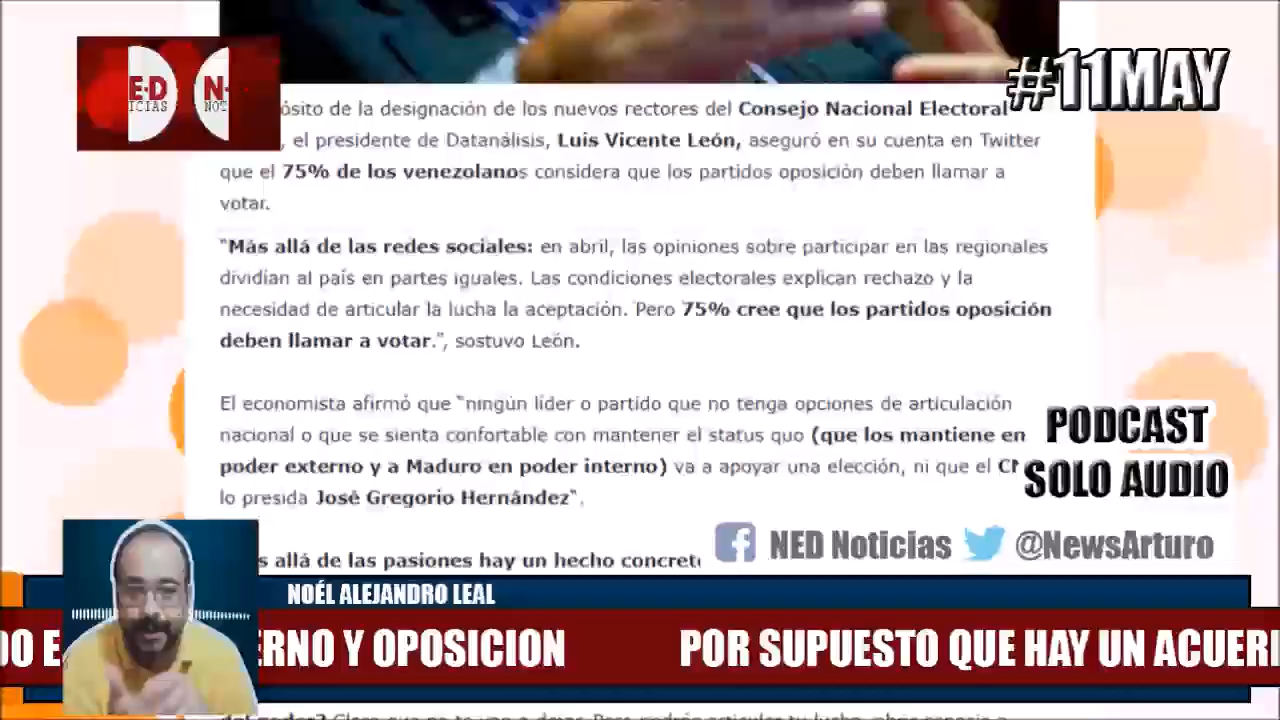 E-D N-
ICIAS NOT
#11MAY
ósito de la designación de los nuevos rectores del Consejo Nacional Electoral
, el presidente de Datanálisis, Luis Vicente León, aseguró en su cuenta en Twitter
que el 75% de los venezolanos considera que los partidos oposición deben llamar a
votar.
"Más allá de las redes sociales: en abril, las opiniones sobre participar en las regionales
dividían al país en partes iguales. Las condiciones electorales explican rechazo y la
necesidad de articular la lucha la aceptación. Pero 75% cree que los partidos oposición
deben llamar a votar.", sostuvo León.
El economista afirmó que "ningún líder o partido que no tenga opciones de articulación
nacional o que se sienta confortable con mantener el status quo (que los mantiene en
poder externo y a Maduro en poder interno) va a apoyar una elección, ni que el CN
lo presida José Gregorio Hernández".
PODCAST
SOLO AUDIO
s allá de las pasiones hay un hecho concreto
NED Noticias @NewsArturo
NOÉL ALEJANDRO LEAL
DO E ERNO Y OPOSICION POR SUPUESTO QUE HAY UN ACUER